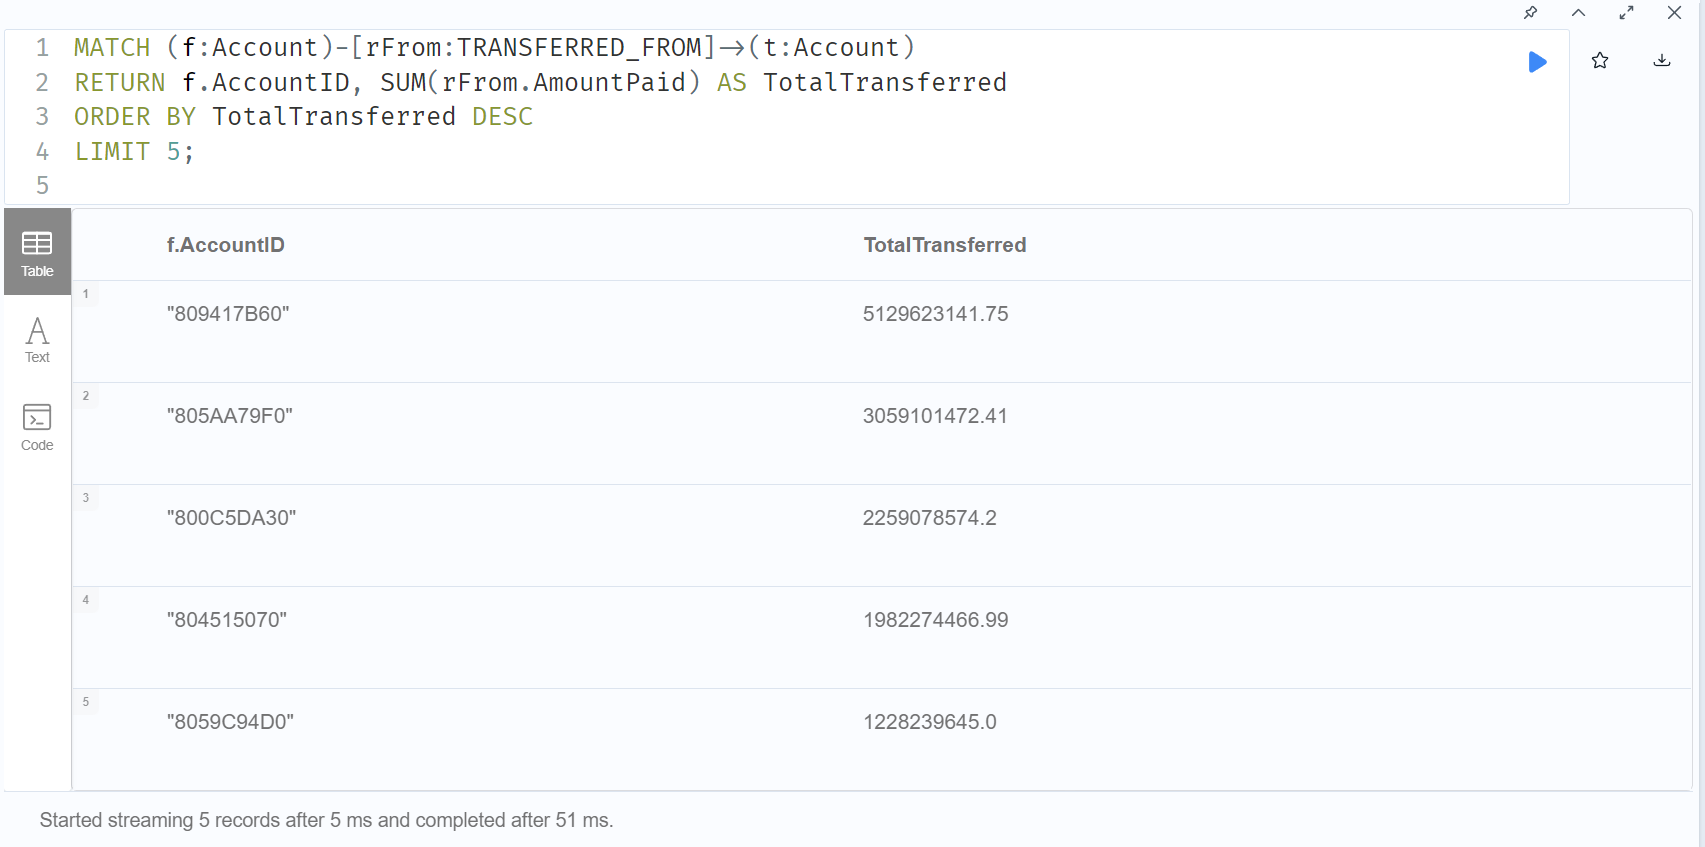 1 MATCH (f:Account)-[rFrom:TRANSFERRED_FROM]→(t:Account)
2 RETURN f.AccountID, SUM(rFrom.AmountPaid) AS TotalTransferred
3 ORDER BY TotalTransferred DESC
4 LIMIT 5;
5
Table
Text
Code
f.AccountID TotalTransferred
1 "809417B60" 5129623141.75
2 "805AA79F0" 3059101472.41
3 "800C5DA30" 2259078574.2
4 "804515070" 1982274466.99
5 "8059C94D0" 1228239645.0
Started streaming 5 records after 5 ms and completed after 51 ms.